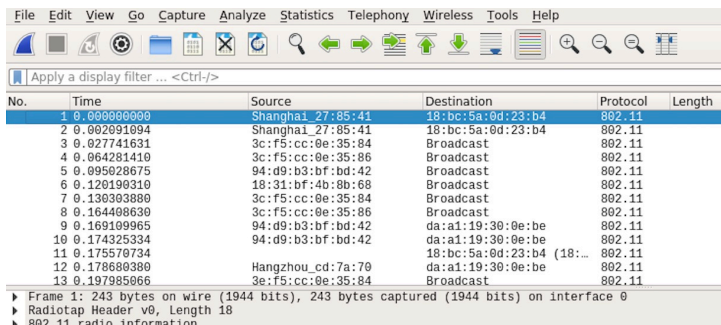 File Edit View Go Capture Analyze Statistics Telephony Wireless Tools Help
Apply a display filter ... <Ctrl-/>
No. Time Source Destination Protocol Length
1 0.000000000 Shanghai_27:85:41 18:bc:5a:0d:23:b4 802.11
2 0.002091094 Shanghai_27:85:41 18:bc:5a:0d:23:b4 802.11
3 0.027741631 3c:f5:cc:0e:35:84 Broadcast 802.11
4 0.064281410 3c:f5:cc:0e:35:86 Broadcast 802.11
5 0.095028675 94:d9:b3:bf:bd:42 Broadcast 802.11
6 0.120190310 18:31:bf:4b:8b:68 Broadcast 802.11
7 0.130303880 3c:f5:cc:0e:35:84 Broadcast 802.11
8 0.164408630 3c:f5:cc:0e:35:86 Broadcast 802.11
9 0.169109965 94:d9:b3:bf:bd:42 da:a1:19:30:0e:be 802.11
10 0.174325334 94:d9:b3:bf:bd:42 da:a1:19:30:0e:be 802.11
11 0.175570734 18:bc:5a:0d:23:b4 (18:… 802.11
12 0.178680380 Hangzhou_cd:7a:70 da:a1:19:30:0e:be 802.11
13 0.197985066 3e:f5:cc:0e:35:84 Broadcast 802.11
Frame 1: 243 bytes on wire (1944 bits), 243 bytes captured (1944 bits) on interface 0
Radiotap Header v0, Length 18
802.11 radio information